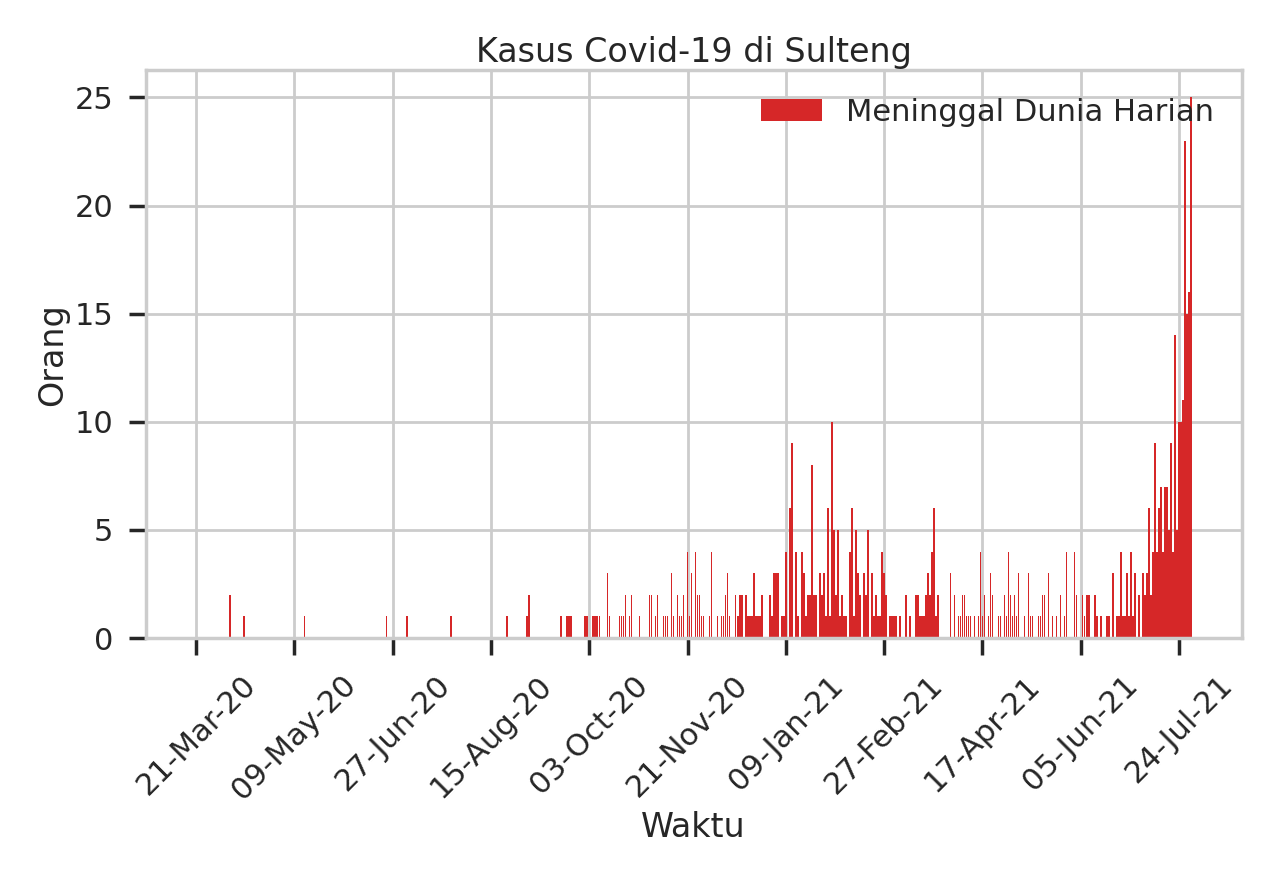 Kasus Covid-19 di Sulteng
Meninggal Dunia Harian
Orang
25
20
15
10
5
0
21-Mar-20
09-May-20
27-Jun-20
15-Aug-20
03-Oct-20
21-Nov-20
09-Jan-21
27-Feb-21
17-Apr-21
05-Jun-21
24-Jul-21
Waktu